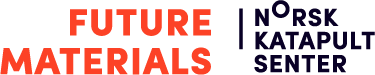 FUTURE
MATERIALS
NORSK
KATAPULT
SENTER